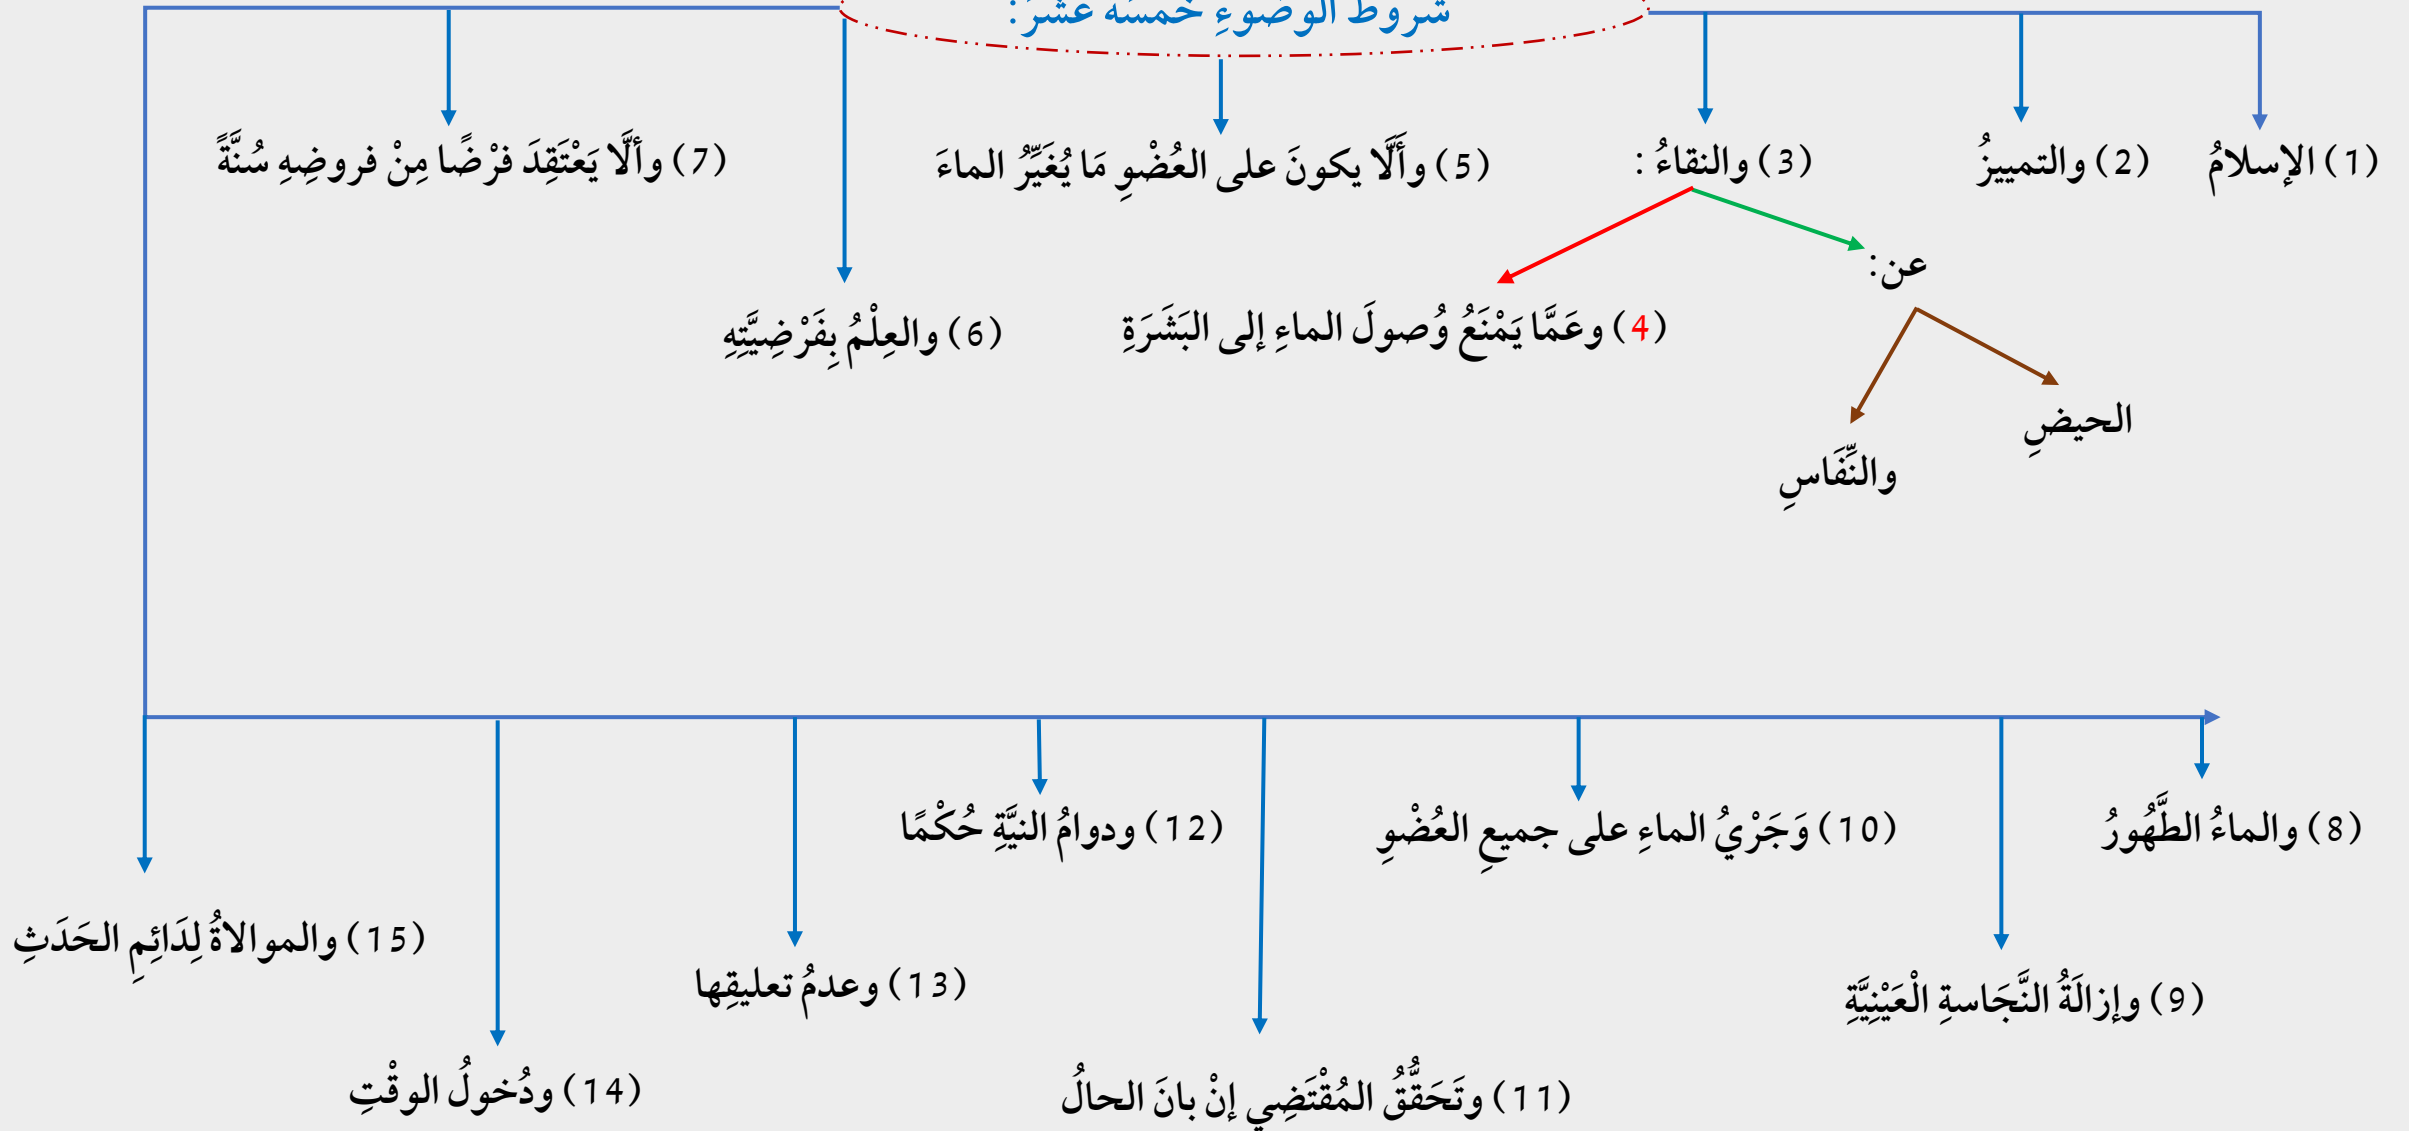 شروط الوضوءِ خمسة عشر:
(1) الإسلامُ
(2) والتمييزُ
(3) والنقاءُ :
عن:
الحيضِ
والنِّفَاسِ
(4) وعَمَّا يَمْنَعُ وُصولَ الماءِ إلى البَشَرَةِ
(5) وأَلَّا يكونَ على العُضْوِ مَا يُغَيِّرُ الماءَ
(6) والعِلْمُ بِفَرْضِيَّتِهِ
(7) وألَّا يَعْتَقِدَ فرْضًا مِنْ فروضِهِ سُنَّةً
(8) والماءُ الطَّهُورُ
(9) وإزالَةُ النَّجَاسةِ الْعَيْنِيَّةِ
(10) وَجَرْيُ الماءِ على جميعِ العُضْوِ
(11) وتَحَقُّقُ المُقْتَضِي إنْ بانَ الحالُ
(12) ودوامُ النيَّةِ حُكْمًا
(13) وعدمُ تعليقِها
(14) ودُخولُ الوقْتِ
(15) والموالاةُ لِدَائِمِ الحَدَثِ